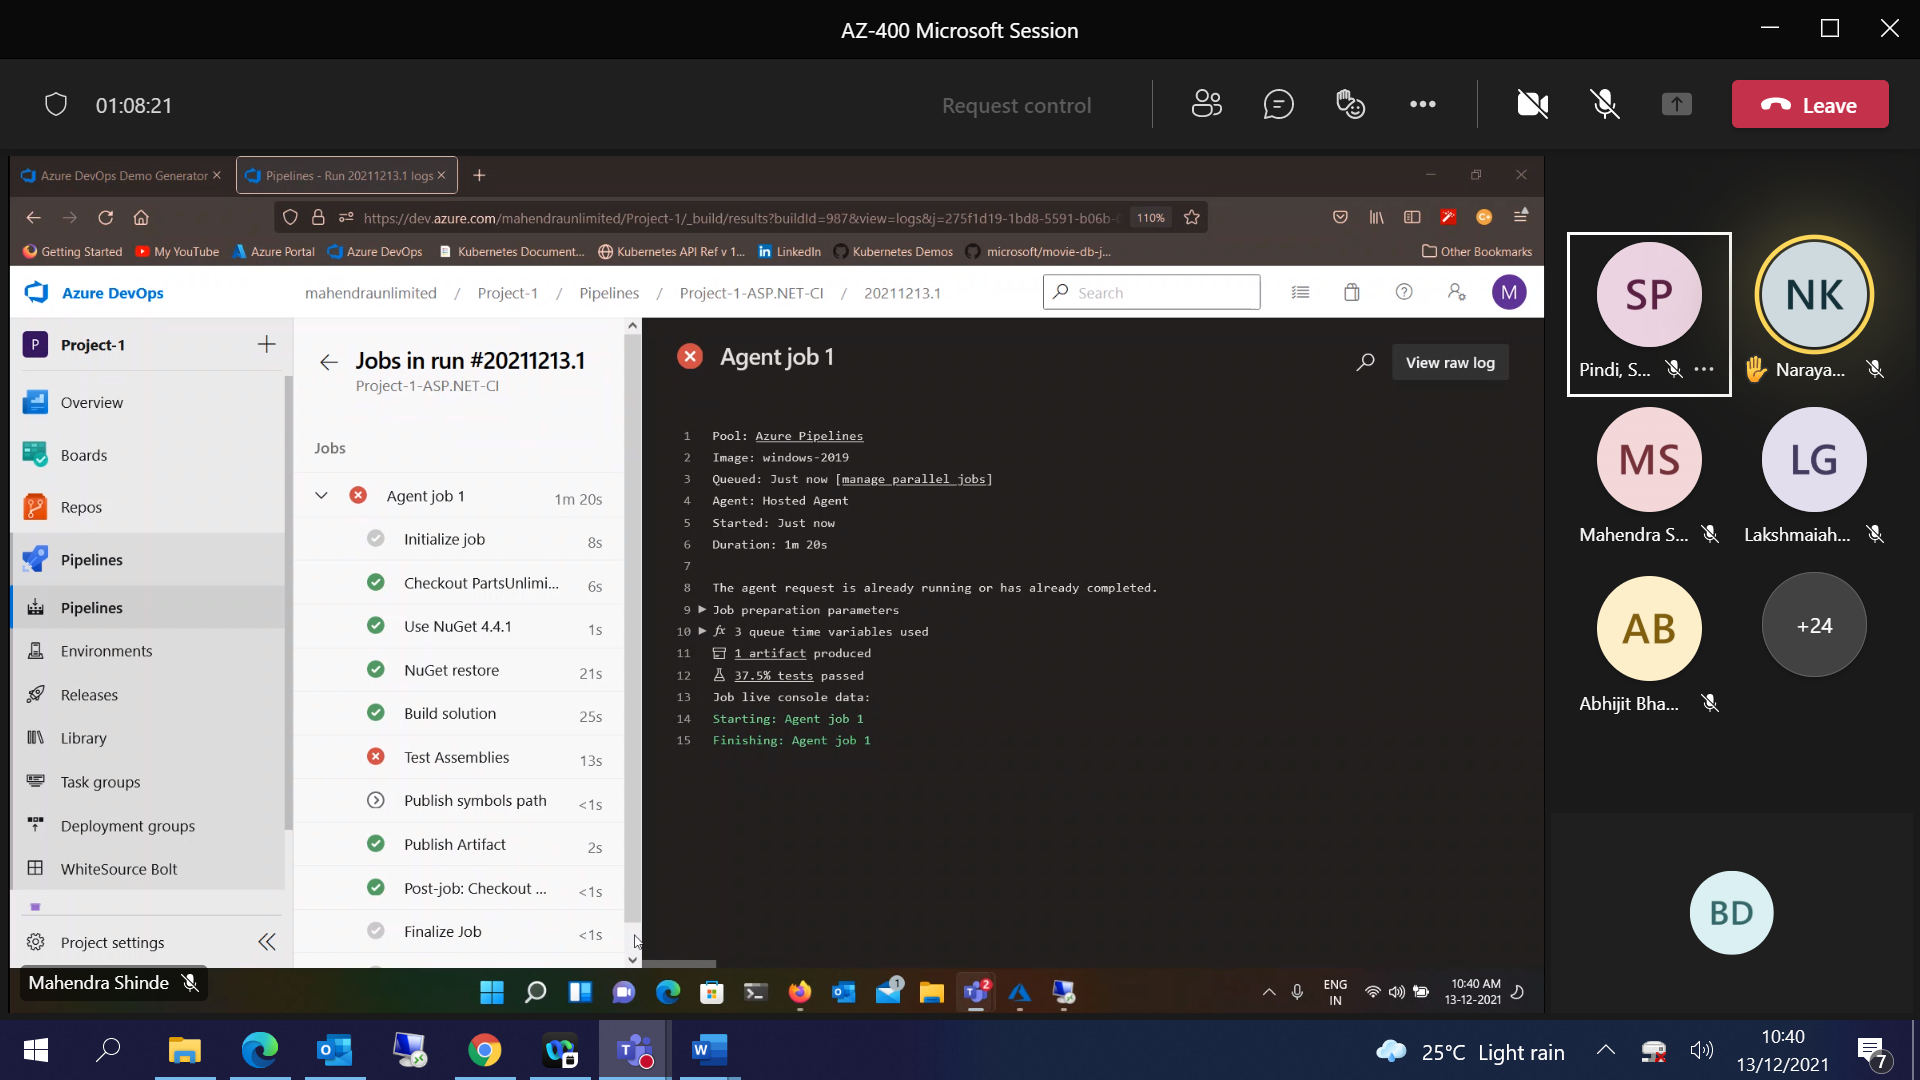 AZ-400 Microsoft Session
01:08:21
Request control
Leave
Azure DevOps Demo Generator
Pipelines - Run 20211213.1 logs
https://dev.azure.com/mahendraunlimited/Project-1/_build/results?buildId=987&view=logs&j=275f1d19-1bd8-5591-b06b-
110%
Getting Started
My YouTube
Azure Portal
Azure DevOps
Kubernetes Document...
Kubernetes API Ref v 1...
LinkedIn
Kubernetes Demos
microsoft/movie-db-j...
Other Bookmarks
Azure DevOps
mahendraunlimited / Project-1 / Pipelines / Project-1-ASP.NET-CI / 20211213.1
Search
M
P
Project-1
Overview
Boards
Repos
Pipelines
Pipelines
Environments
Releases
Library
Task groups
Deployment groups
WhiteSource Bolt
Project settings
Mahendra Shinde
Jobs in run #20211213.1
Project-1-ASP.NET-CI
Jobs
Agent job 1 1m 20s
Initialize job 8s
Checkout PartsUnlimi... 6s
Use NuGet 4.4.1 1s
NuGet restore 21s
Build solution 25s
Test Assemblies 13s
Publish symbols path <1s
Publish Artifact 2s
Post-job: Checkout ... <1s
Finalize Job <1s
Agent job 1
View raw log
1 Pool: Azure Pipelines
2 Image: windows-2019
3 Queued: Just now [manage parallel jobs]
4 Agent: Hosted Agent
5 Started: Just now
6 Duration: 1m 20s
7
8 The agent request is already running or has already completed.
9 Job preparation parameters
10 fx 3 queue time variables used
11 1 artifact produced
12 37.5% tests passed
13 Job live console data:
14 Starting: Agent job 1
15 Finishing: Agent job 1
SP
Pindi, S...
NK
Naraya...
MS
Mahendra S...
LG
Lakshmaiah...
AB
Abhijit Bha...
+24
BD
1
2
ENG
IN
10:40 AM
13-12-2021
25°C Light rain
10:40
13/12/2021
7